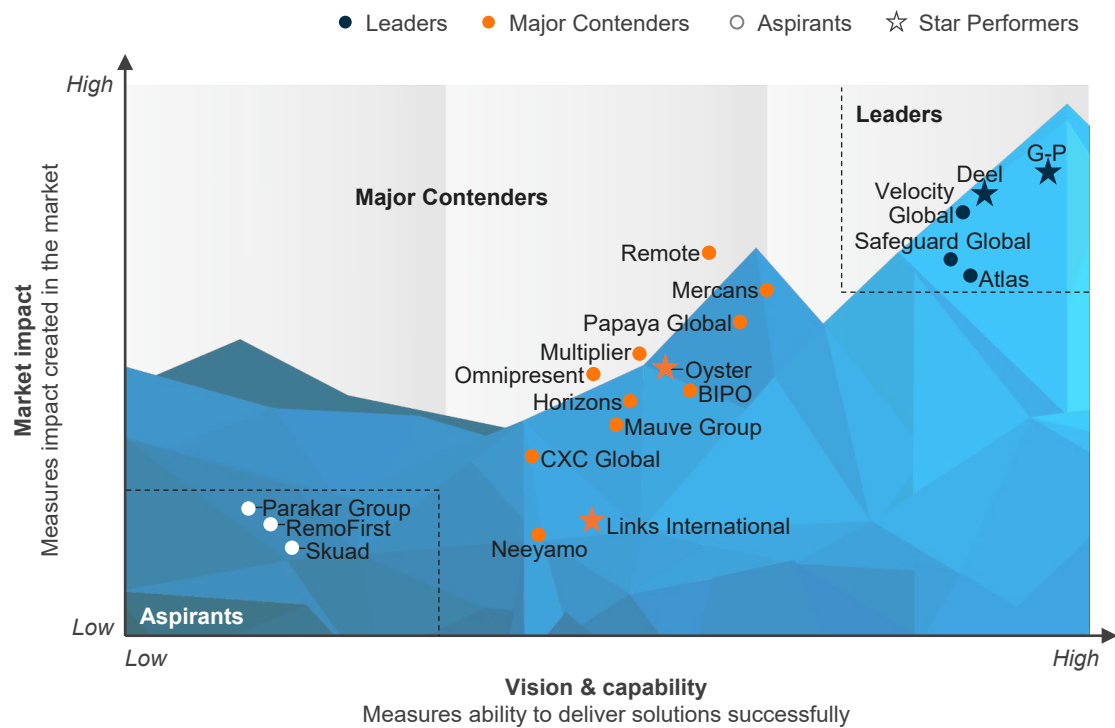 Leaders
Major Contenders
Aspirants
Star Performers
High
Leaders
G-P
Deel
Velocity
Global
Major Contenders
Safeguard Global
Remote
Atlas
Mercans
Papaya Global
Multiplier
Omnipresent
Oyster
BIPO
Horizons
Mauve Group
CXC Global
Parakar Group
RemoFirst
Skuad
Links International
Neeyamo
Aspirants
Market impact
Measures impact created in the market
Low
Low
High
Vision & capability
Measures ability to deliver solutions successfully